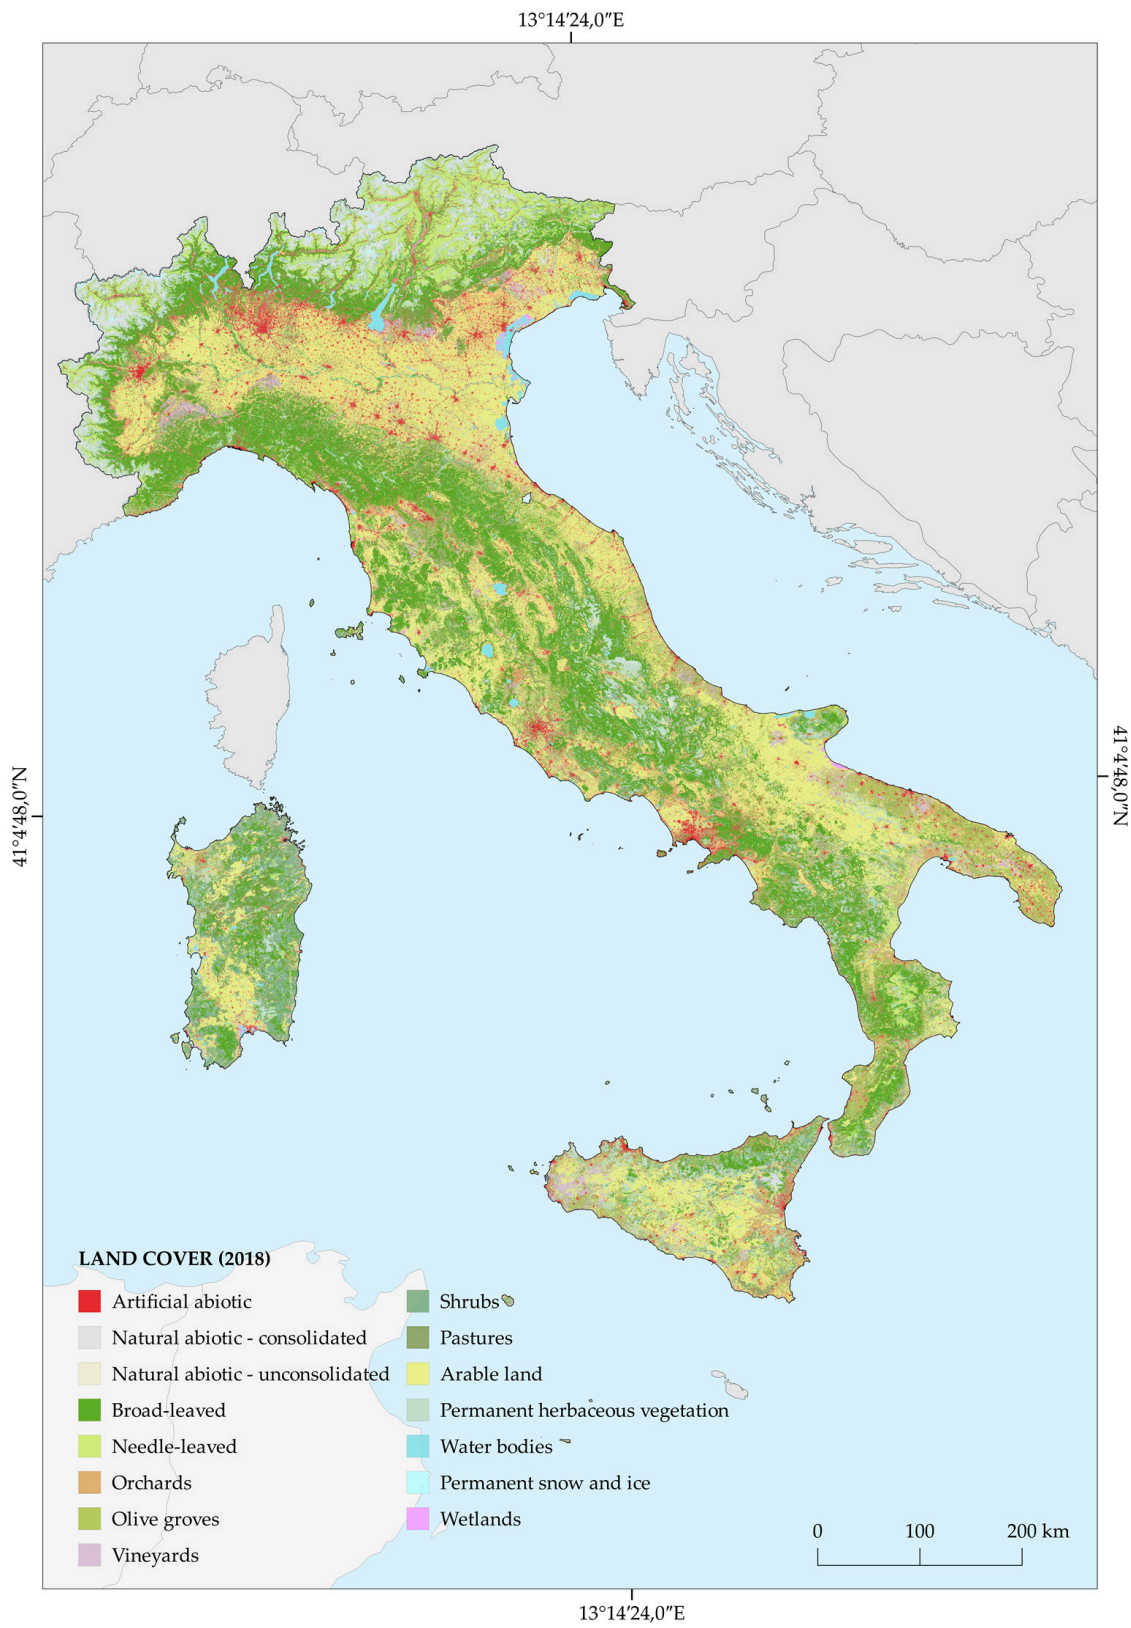 13°14′24,0″E
41°4′48,0″N
41°4′48,0″N
LAND COVER (2018)
Artificial abiotic
Natural abiotic - consolidated
Natural abiotic - unconsolidated
Broad-leaved
Needle-leaved
Orchards
Olive groves
Vineyards
Shrubs
Pastures
Arable land
Permanent herbaceous vegetation
Water bodies
Permanent snow and ice
Wetlands
0 100 200 km
13°14′24,0″E